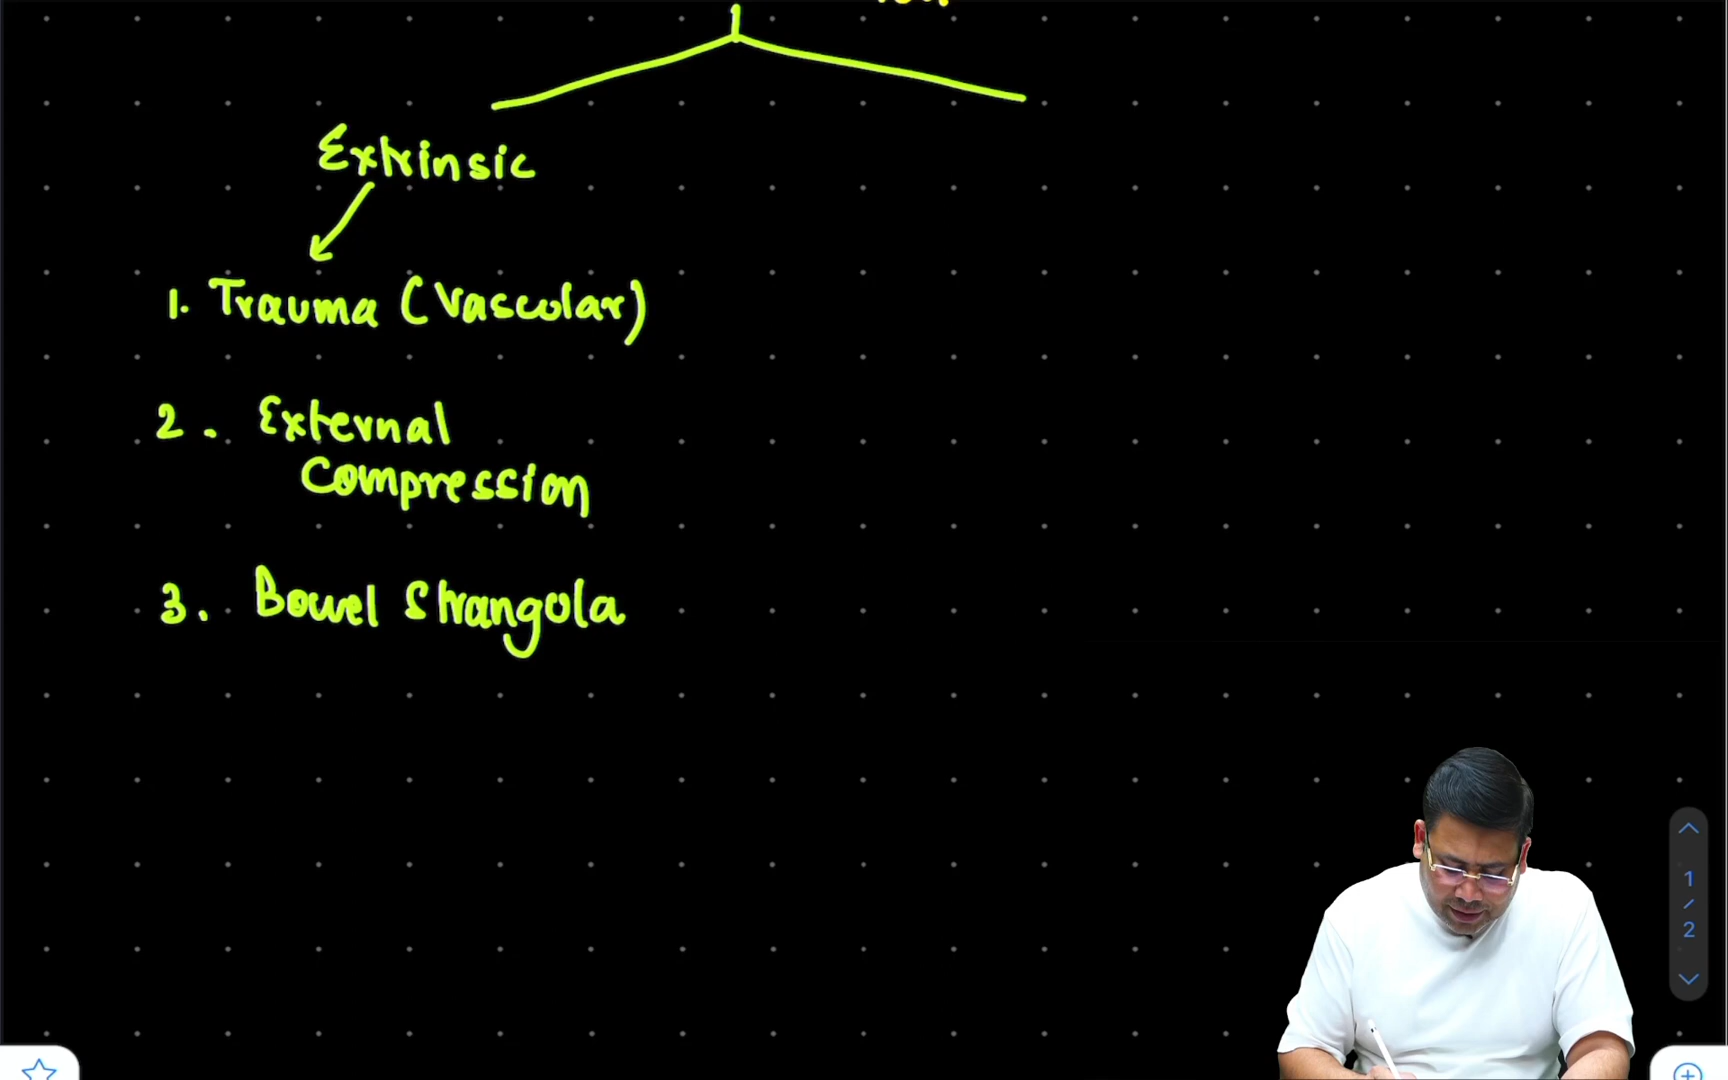 Extrinsic
1. Trauma (Vascular)
2. External
Compression
3. Bowel Strangula
1
/
2